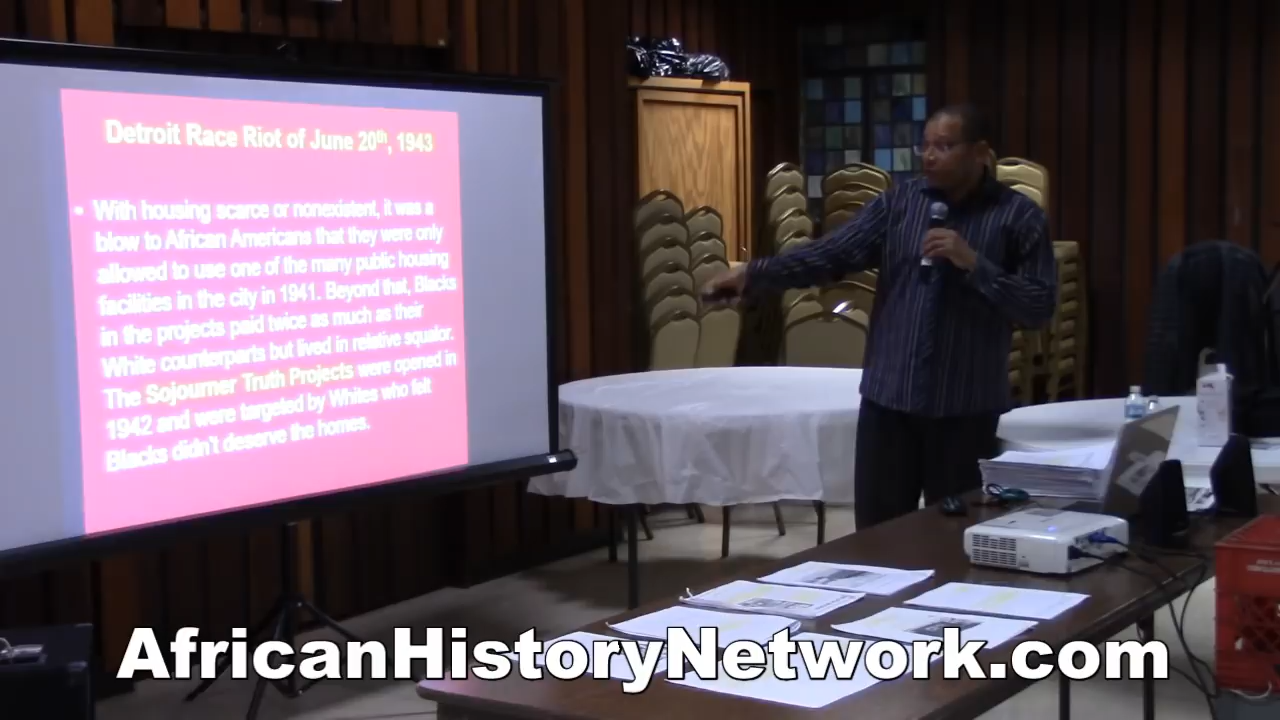 Detroit Race Riot of June 20th, 1943
• With housing scarce or nonexistent, it was a
blow to African Americans that they were only
allowed to use one of the many public housing
facilities in the city in 1941. Beyond that, Blacks
in the projects paid twice as much as their
White counterparts but lived in relative squalor.
The Sojourner Truth Projects were opened in
1942 and were targeted by Whites who felt
Blacks didn't deserve the homes.
AfricanHistoryNetwork.com